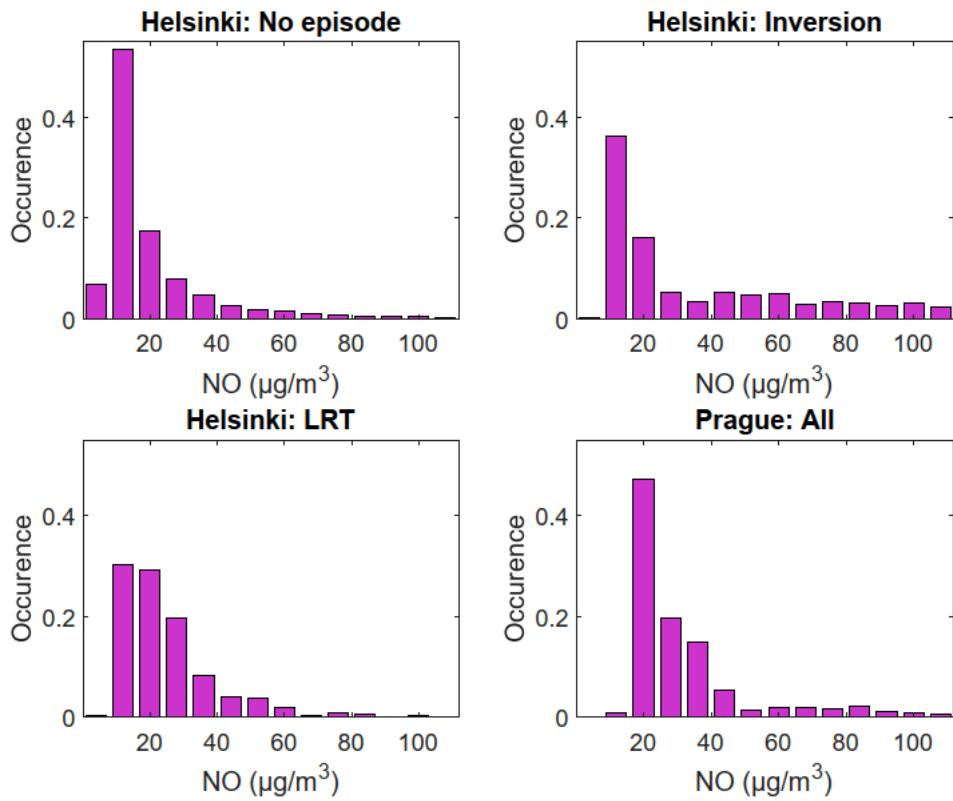 Helsinki: No episode
Occurence
0.4
0.2
0
20 40 60 80 100
NO (µg/m³)
Helsinki: Inversion
Occurence
0.4
0.2
0
20 40 60 80 100
NO (µg/m³)
Helsinki: LRT
Occurence
0.4
0.2
0
20 40 60 80 100
NO (µg/m³)
Prague: All
Occurence
0.4
0.2
0
20 40 60 80 100
NO (µg/m³)